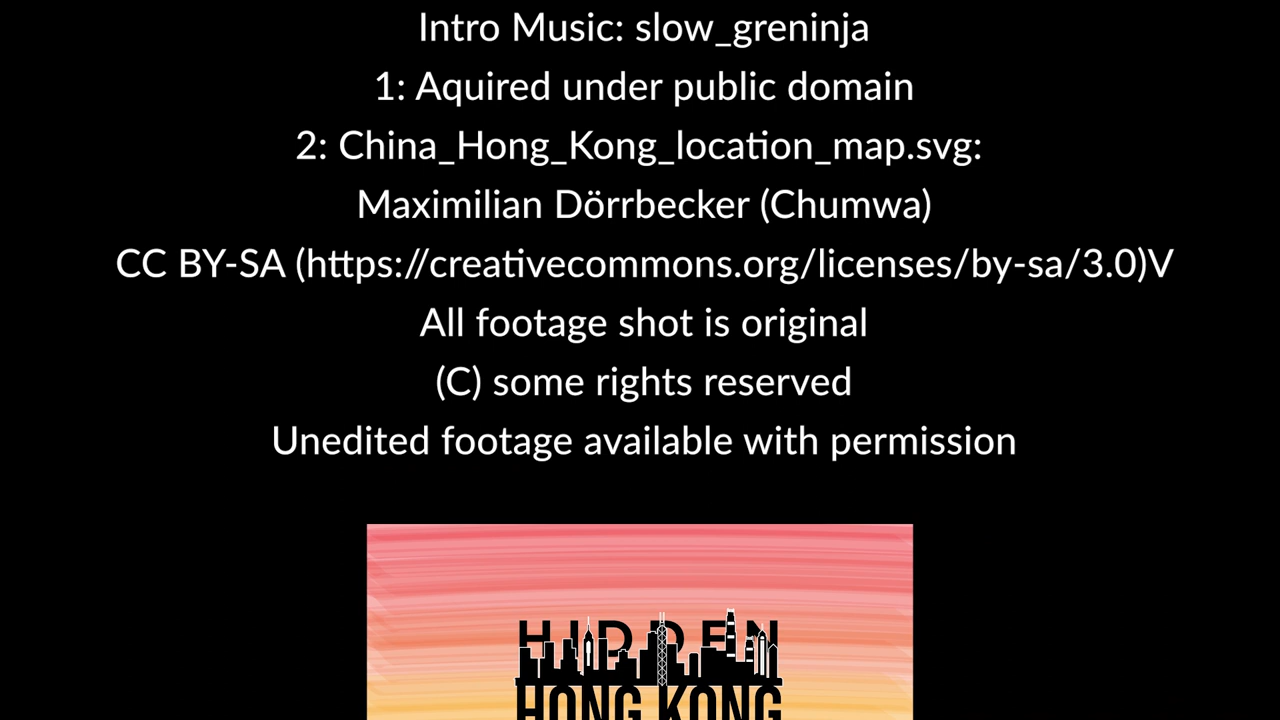 Intro Music: slow_greninja
1: Aquired under public domain
2: China_Hong_Kong_location_map.svg:
Maximilian Dörrbecker (Chumwa)
CC BY-SA (https://creativecommons.org/licenses/by-sa/3.0)V
All footage shot is original
(C) some rights reserved
Unedited footage available with permission
HIDDEN
HONG KONG